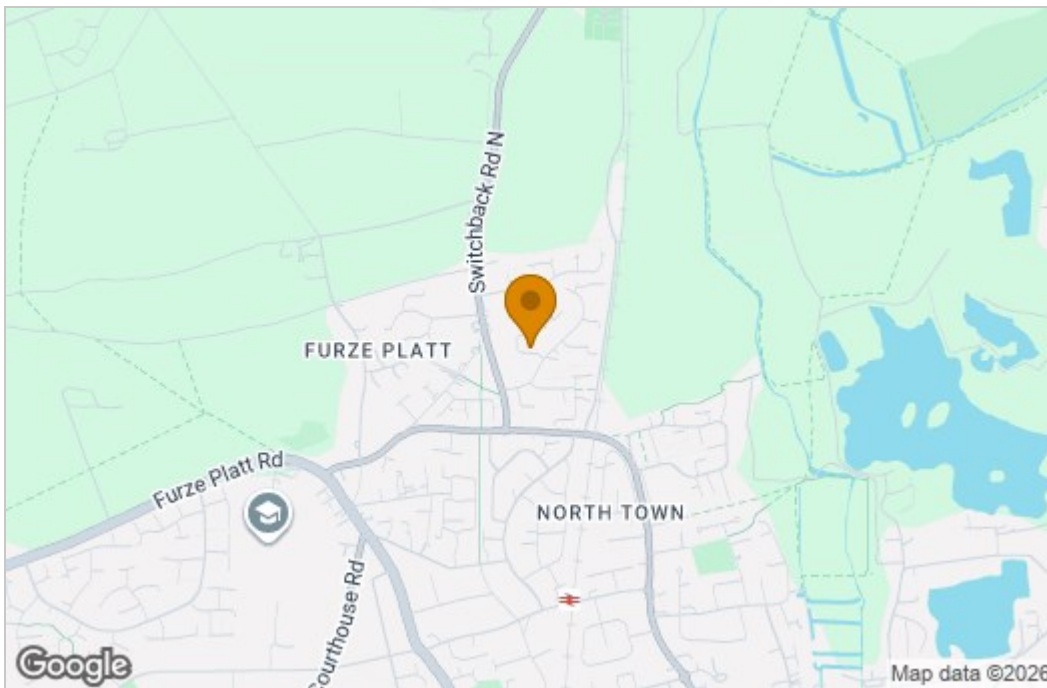 Switchback Rd N
FURZE PLATT
Furze Platt Rd
NORTH TOWN
Courthouse Rd
Google
Map data ©2026